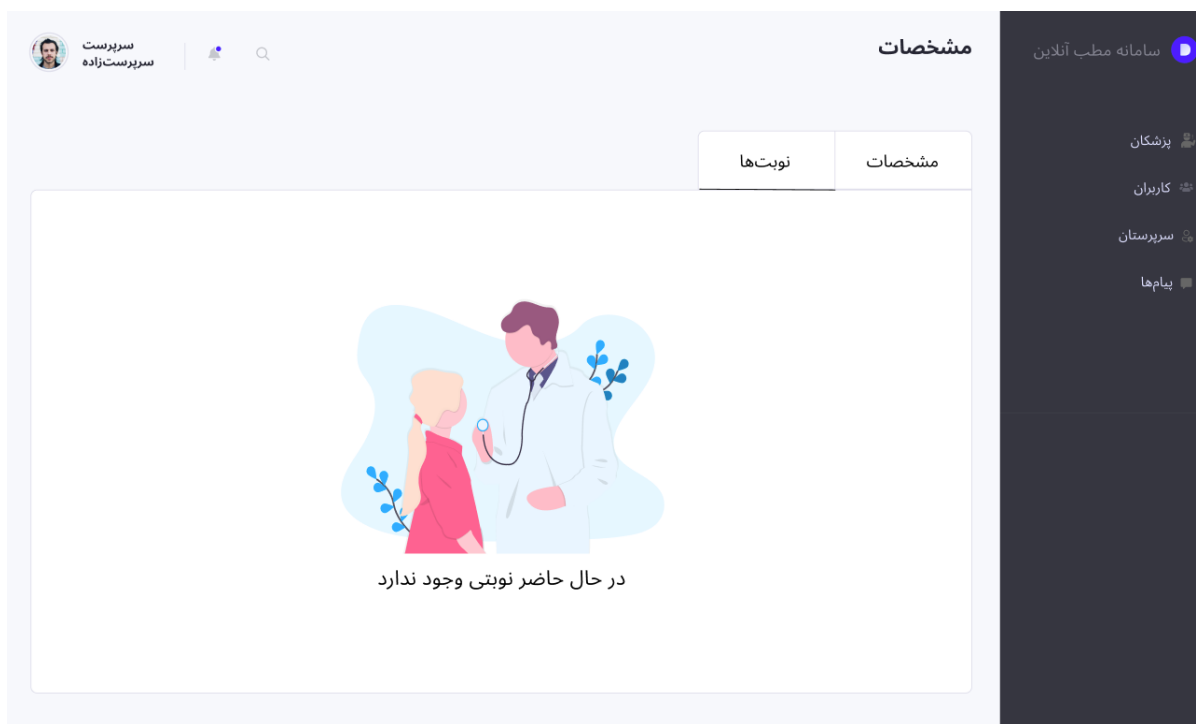 سامانه مطب آنلاین
پزشکان
کاربران
سرپرستان
پیام‌ها
مشخصات
سرپرست
سرپرست‌زاده
مشخصات
نوبت‌ها
در حال حاضر نوبتی وجود ندارد